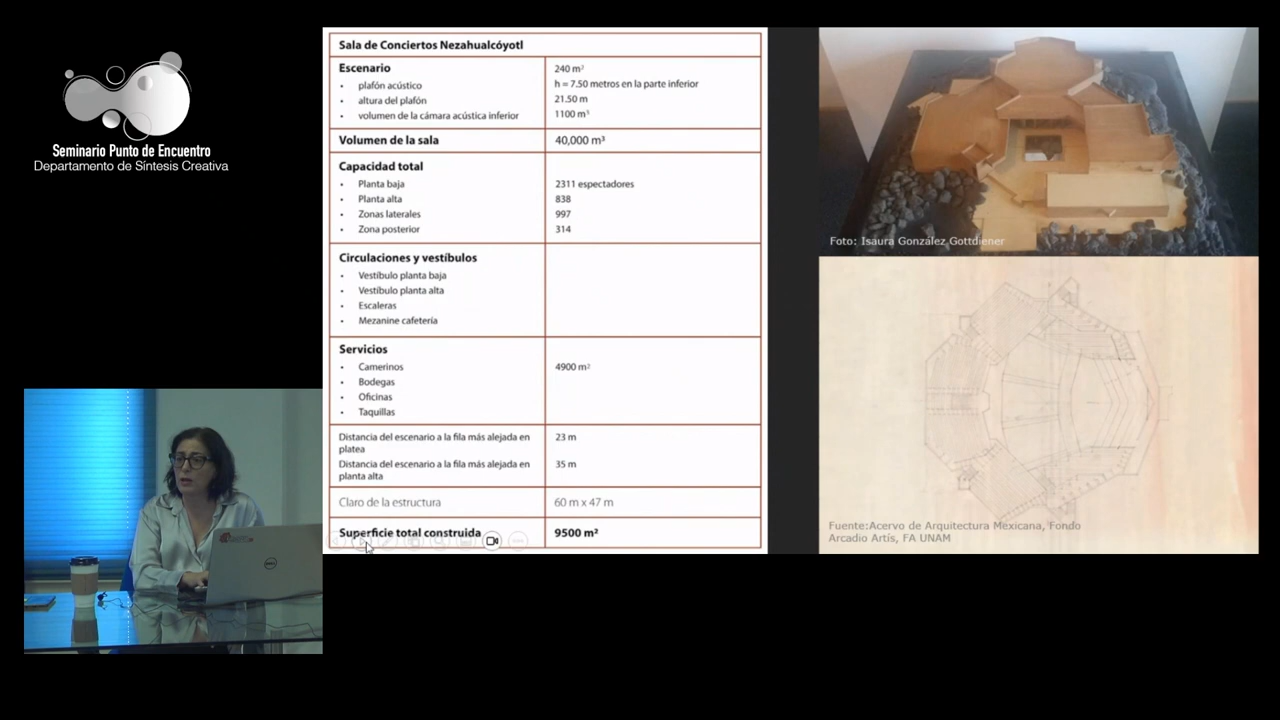 Seminario Punto de Encuentro
Departamento de Síntesis Creativa
Sala de Conciertos Nezahualcóyotl
Escenario 240 m²
• plafón acústico h = 7.50 metros en la parte inferior
• altura del plafón 21.50 m
• volumen de la cámara acústica inferior 1100 m³
Volumen de la sala 40,000 m³
Capacidad total
• Planta baja 2311 espectadores
• Planta alta 838
• Zonas laterales 997
• Zona posterior 314
Circulaciones y vestíbulos
• Vestíbulo planta baja
• Vestíbulo planta alta
• Escaleras
• Mezanine cafetería
Servicios
• Camerinos 4900 m²
• Bodegas
• Oficinas
• Taquillas
Distancia del escenario a la fila más alejada en 23 m
platea
Distancia del escenario a la fila más alejada en 35 m
planta alta
Claro de la estructura 60 m x 47 m
Superficie total construida 9500 m²
Foto: Isaura González Gottdiener
Fuente:Acervo de Arquitectura Mexicana, Fondo
Arcadio Artís, FA UNAM
DELL